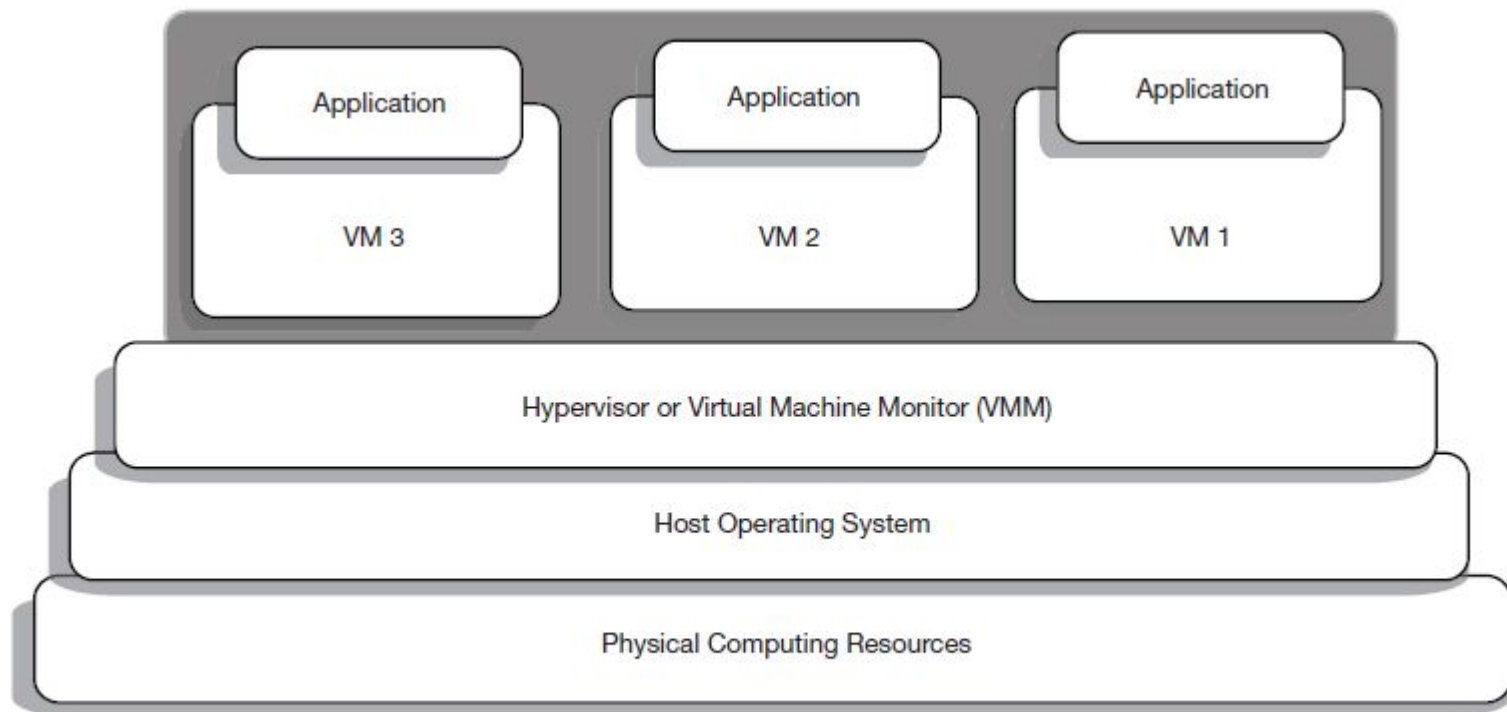 Application
Application
Application
VM 3
VM 2
VM 1
Hypervisor or Virtual Machine Monitor (VMM)
Host Operating System
Physical Computing Resources